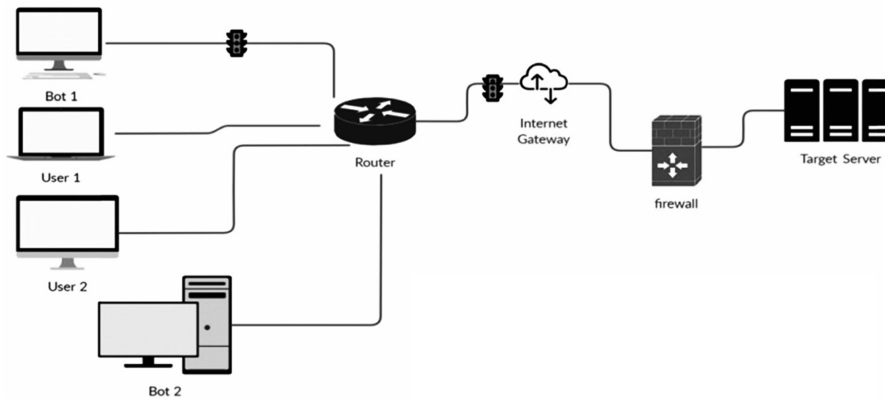 Bot 1
User 1
User 2
Bot 2
Router
Internet
Gateway
firewall
Target Server